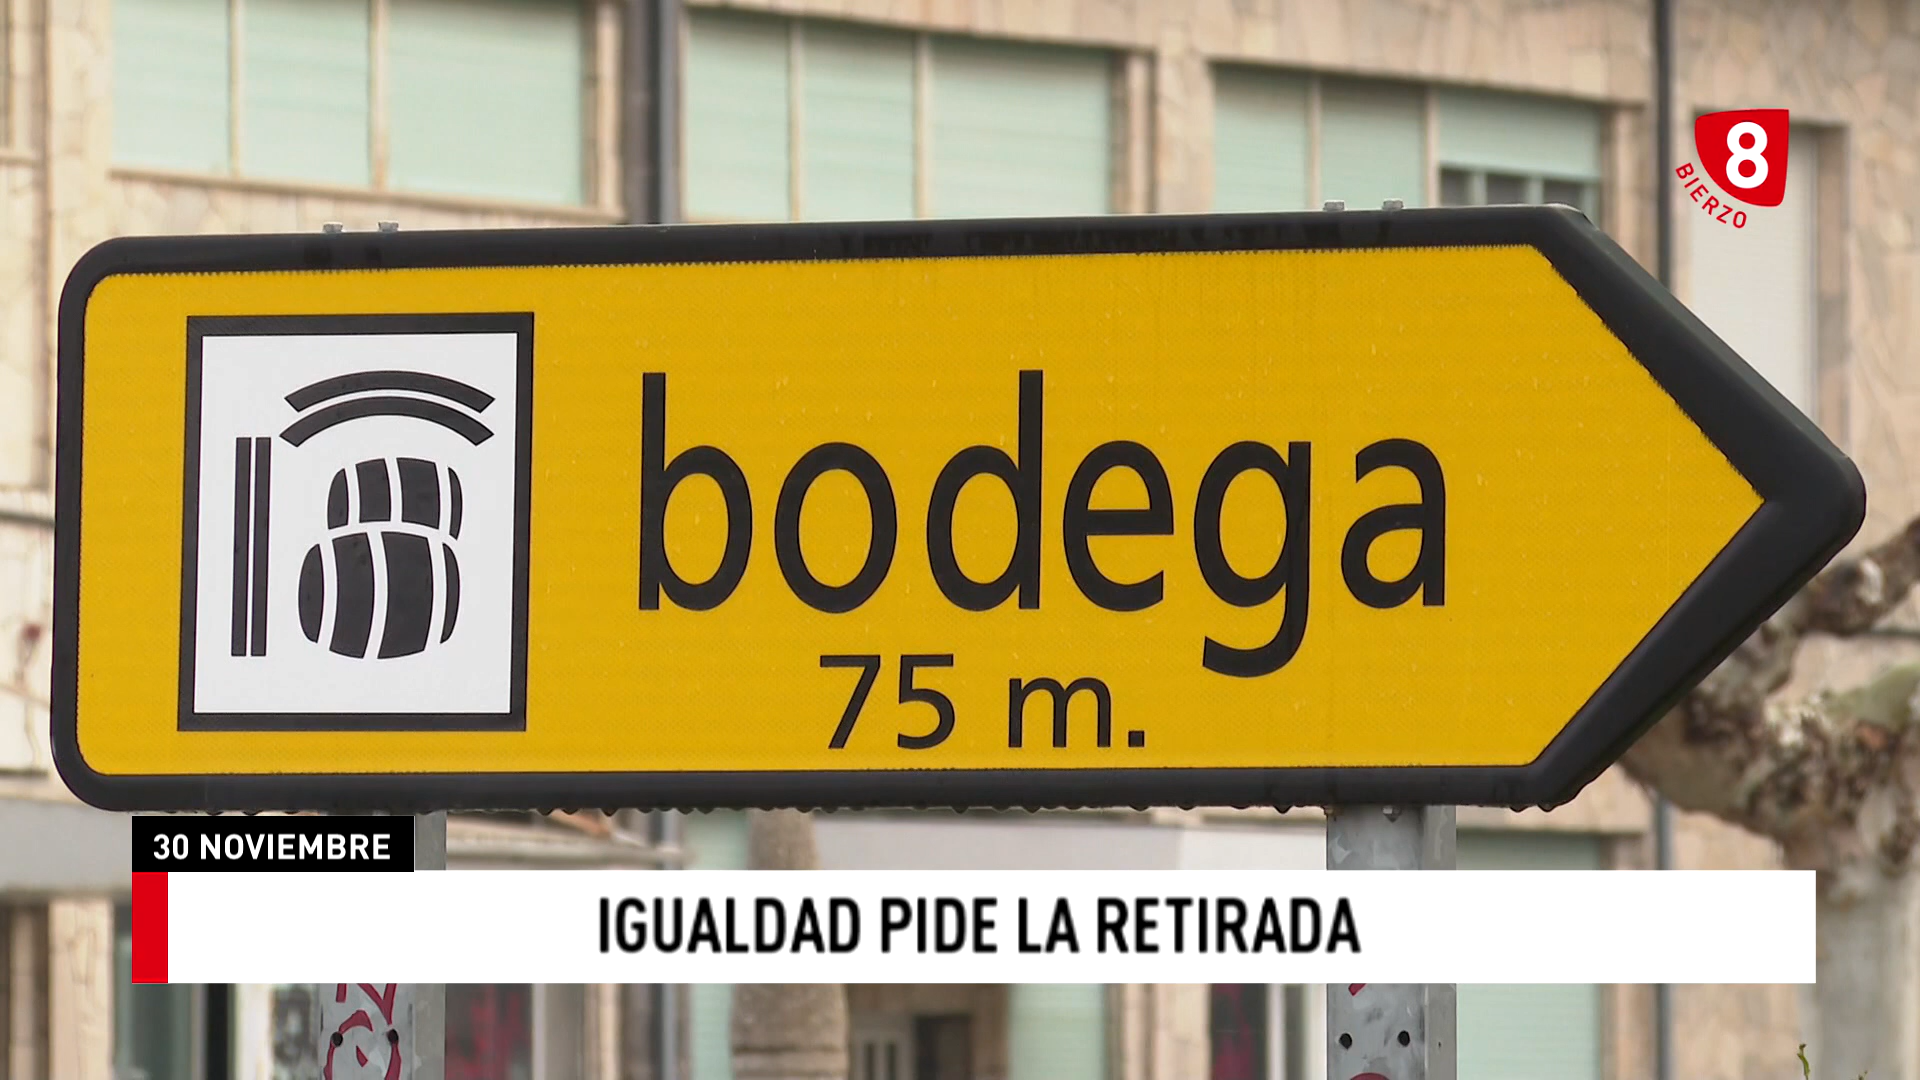 8
BIERZO
bodega
75 m.
30 NOVIEMBRE
IGUALDAD PIDE LA RETIRADA